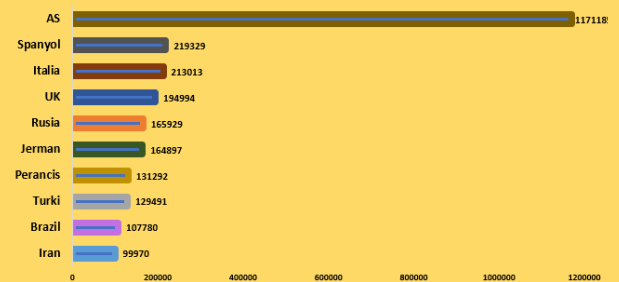 AS
Spanyol 219329
Italia 213013
UK 194994
Rusia 165929
Jerman 164897
Perancis 131292
Turki 129491
Brazil 107780
Iran 99970
0 200000 400000 600000 800000 1000000 1200000